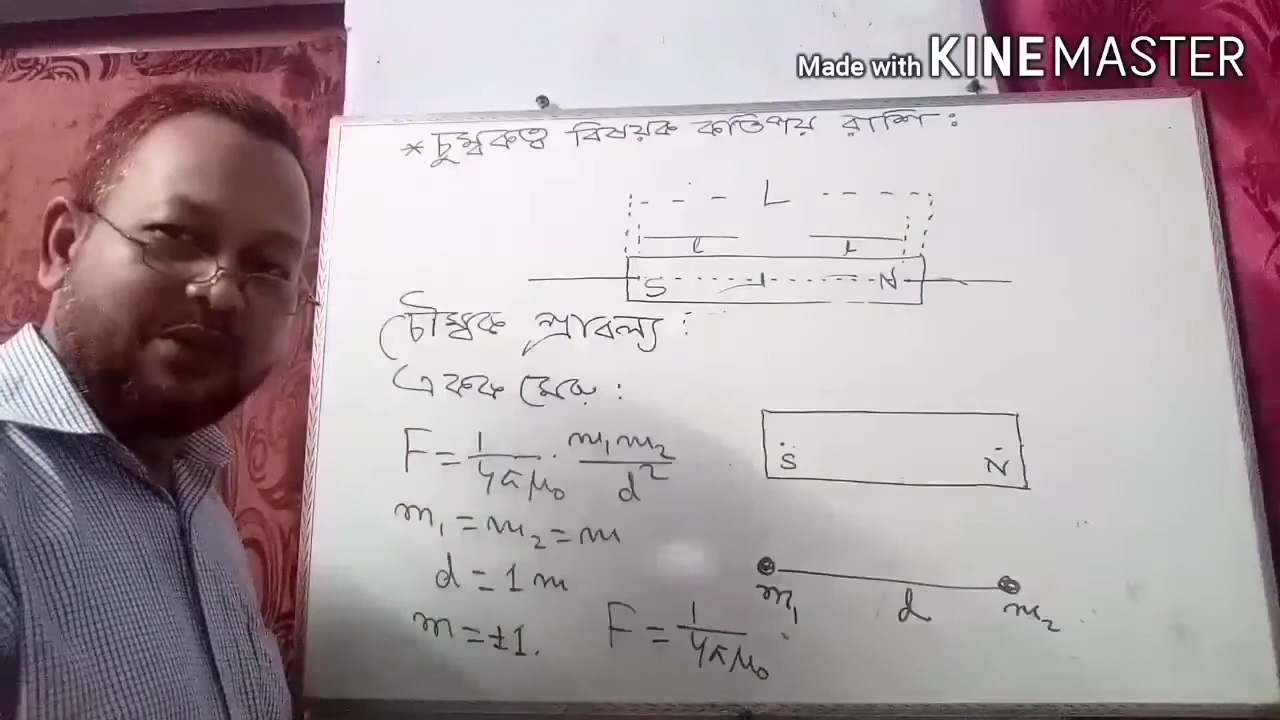 Made with KINEMASTER
* চুম্বকত্ব বিষয়ক কতিপয় রাশি :
L
l l
S N
চৌম্বক প্রাবল্য :
একক মেরু :
F = 1/4πμ₀ · m₁m₂/d²
S N
m₁ = m₂ = m
d = 1 m
m₁ d m₂
m = ±1. F = 1/4πμ₀